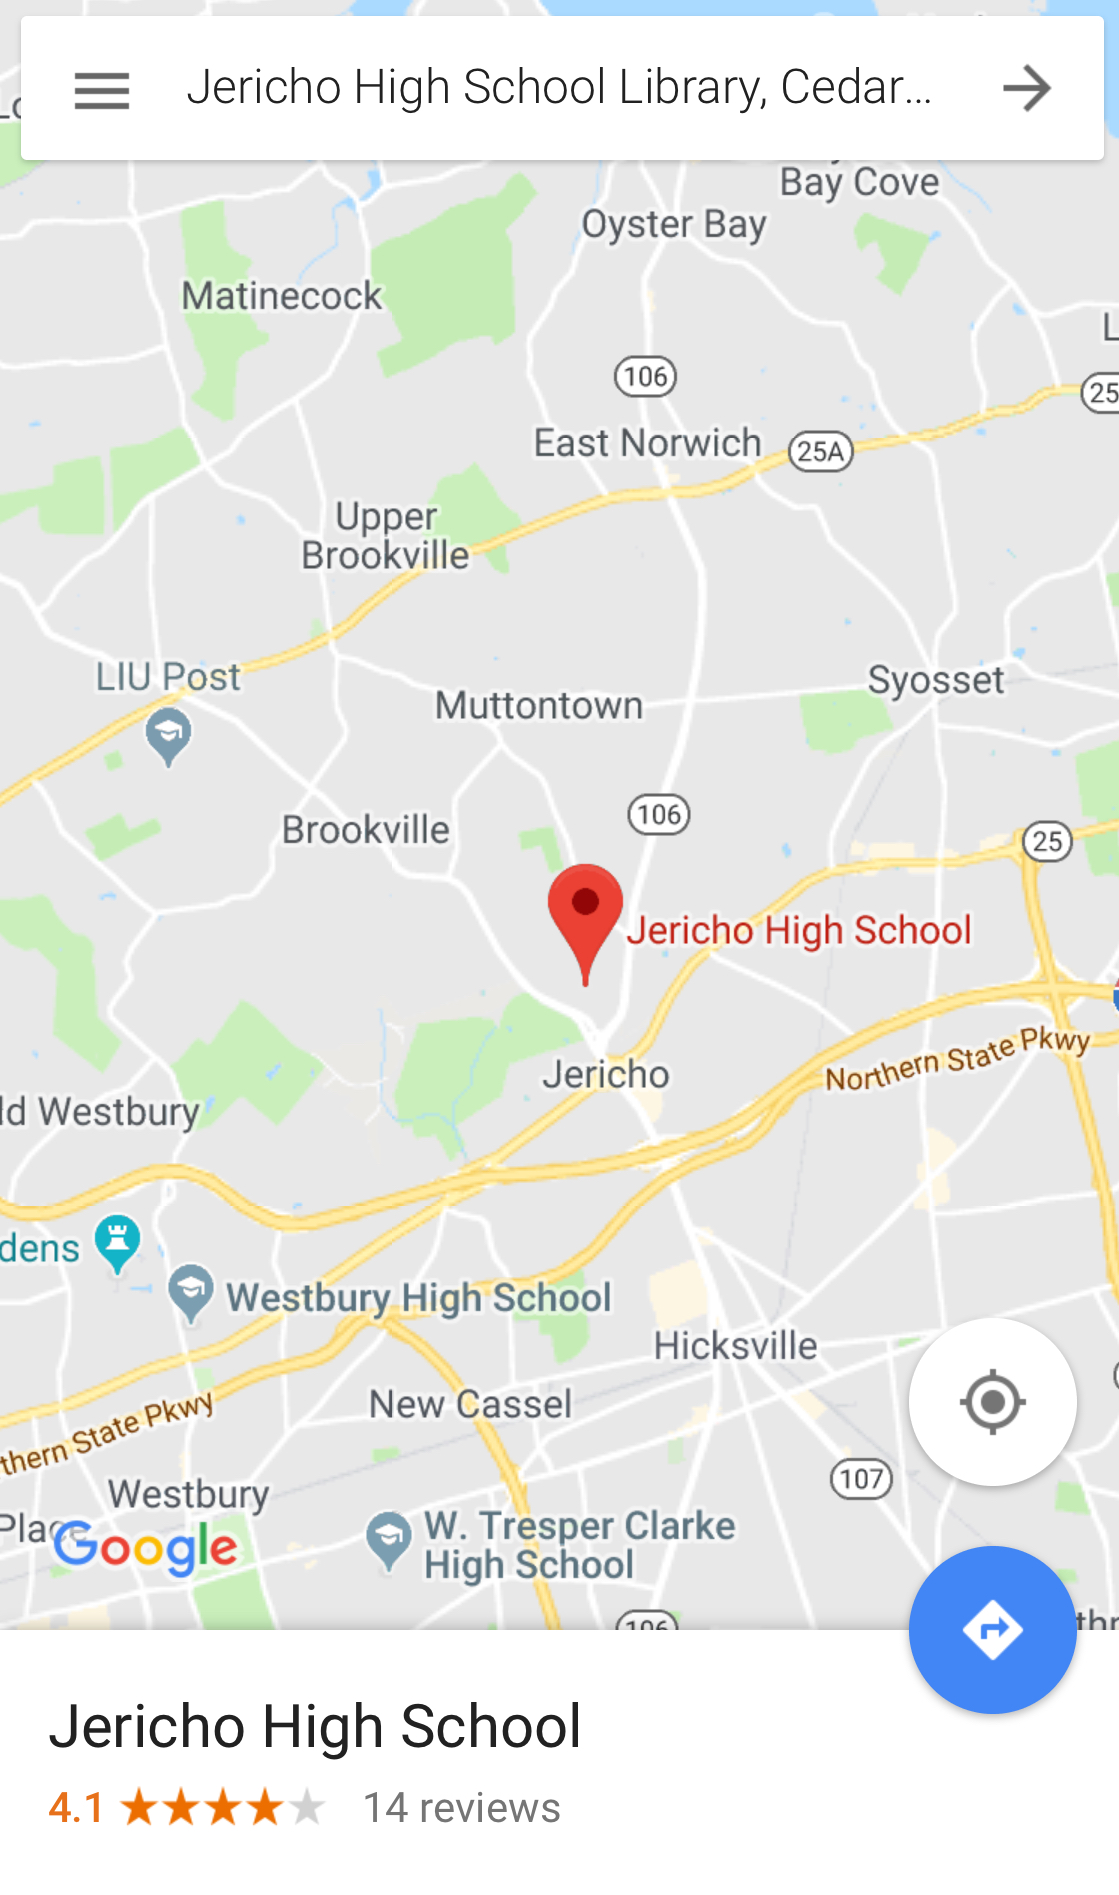 Jericho High School Library, Cedar...
Bay Cove
Oyster Bay
Matinecock
106
25
East Norwich
25A
Upper
Brookville
LIU Post
Syosset
Muttontown
106
Brookville
25
Jericho High School
Northern State Pkwy
Jericho
ld Westbury
dens
Westbury High School
Hicksville
New Cassel
thern State Pkwy
107
Westbury
Place
Google
W. Tresper Clarke
High School
106
Jericho High School
4.1 14 reviews